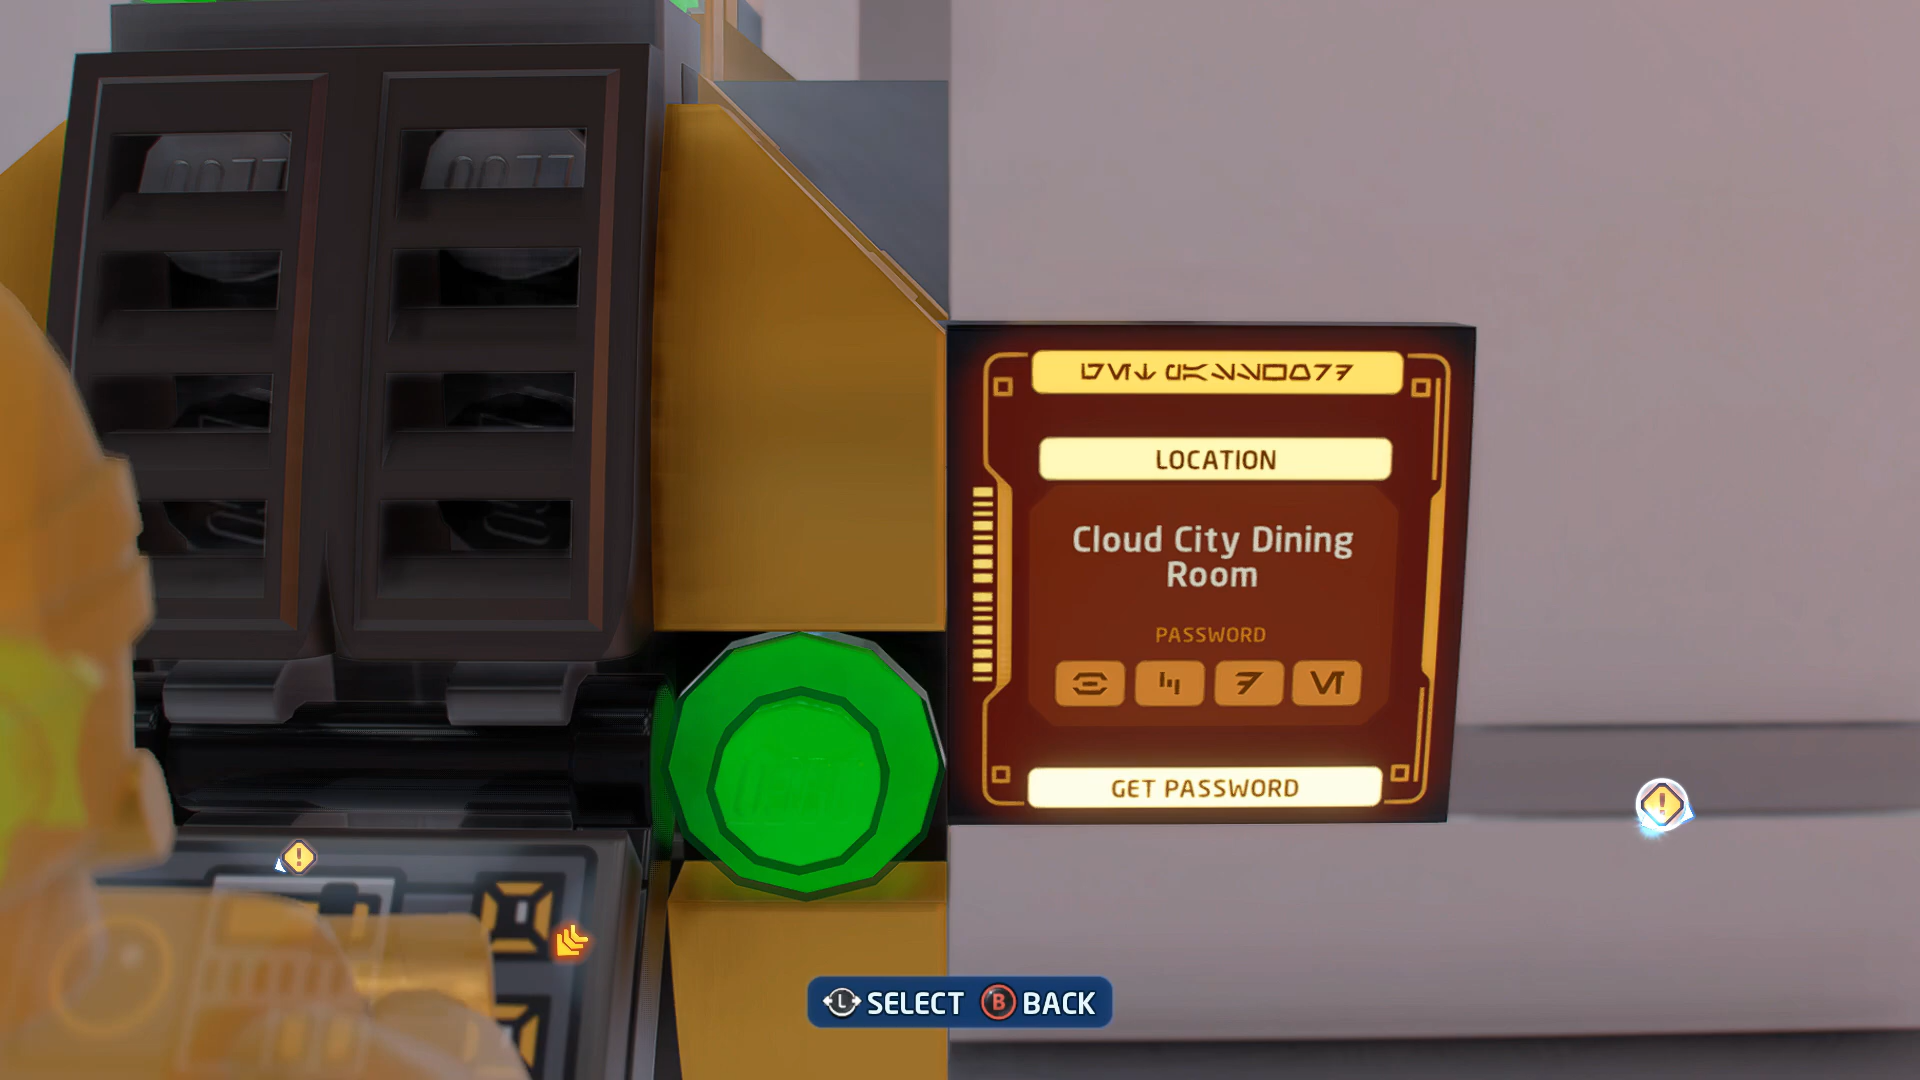 LOCATION
Cloud City Dining
Room
PASSWORD
GET PASSWORD
L SELECT B BACK